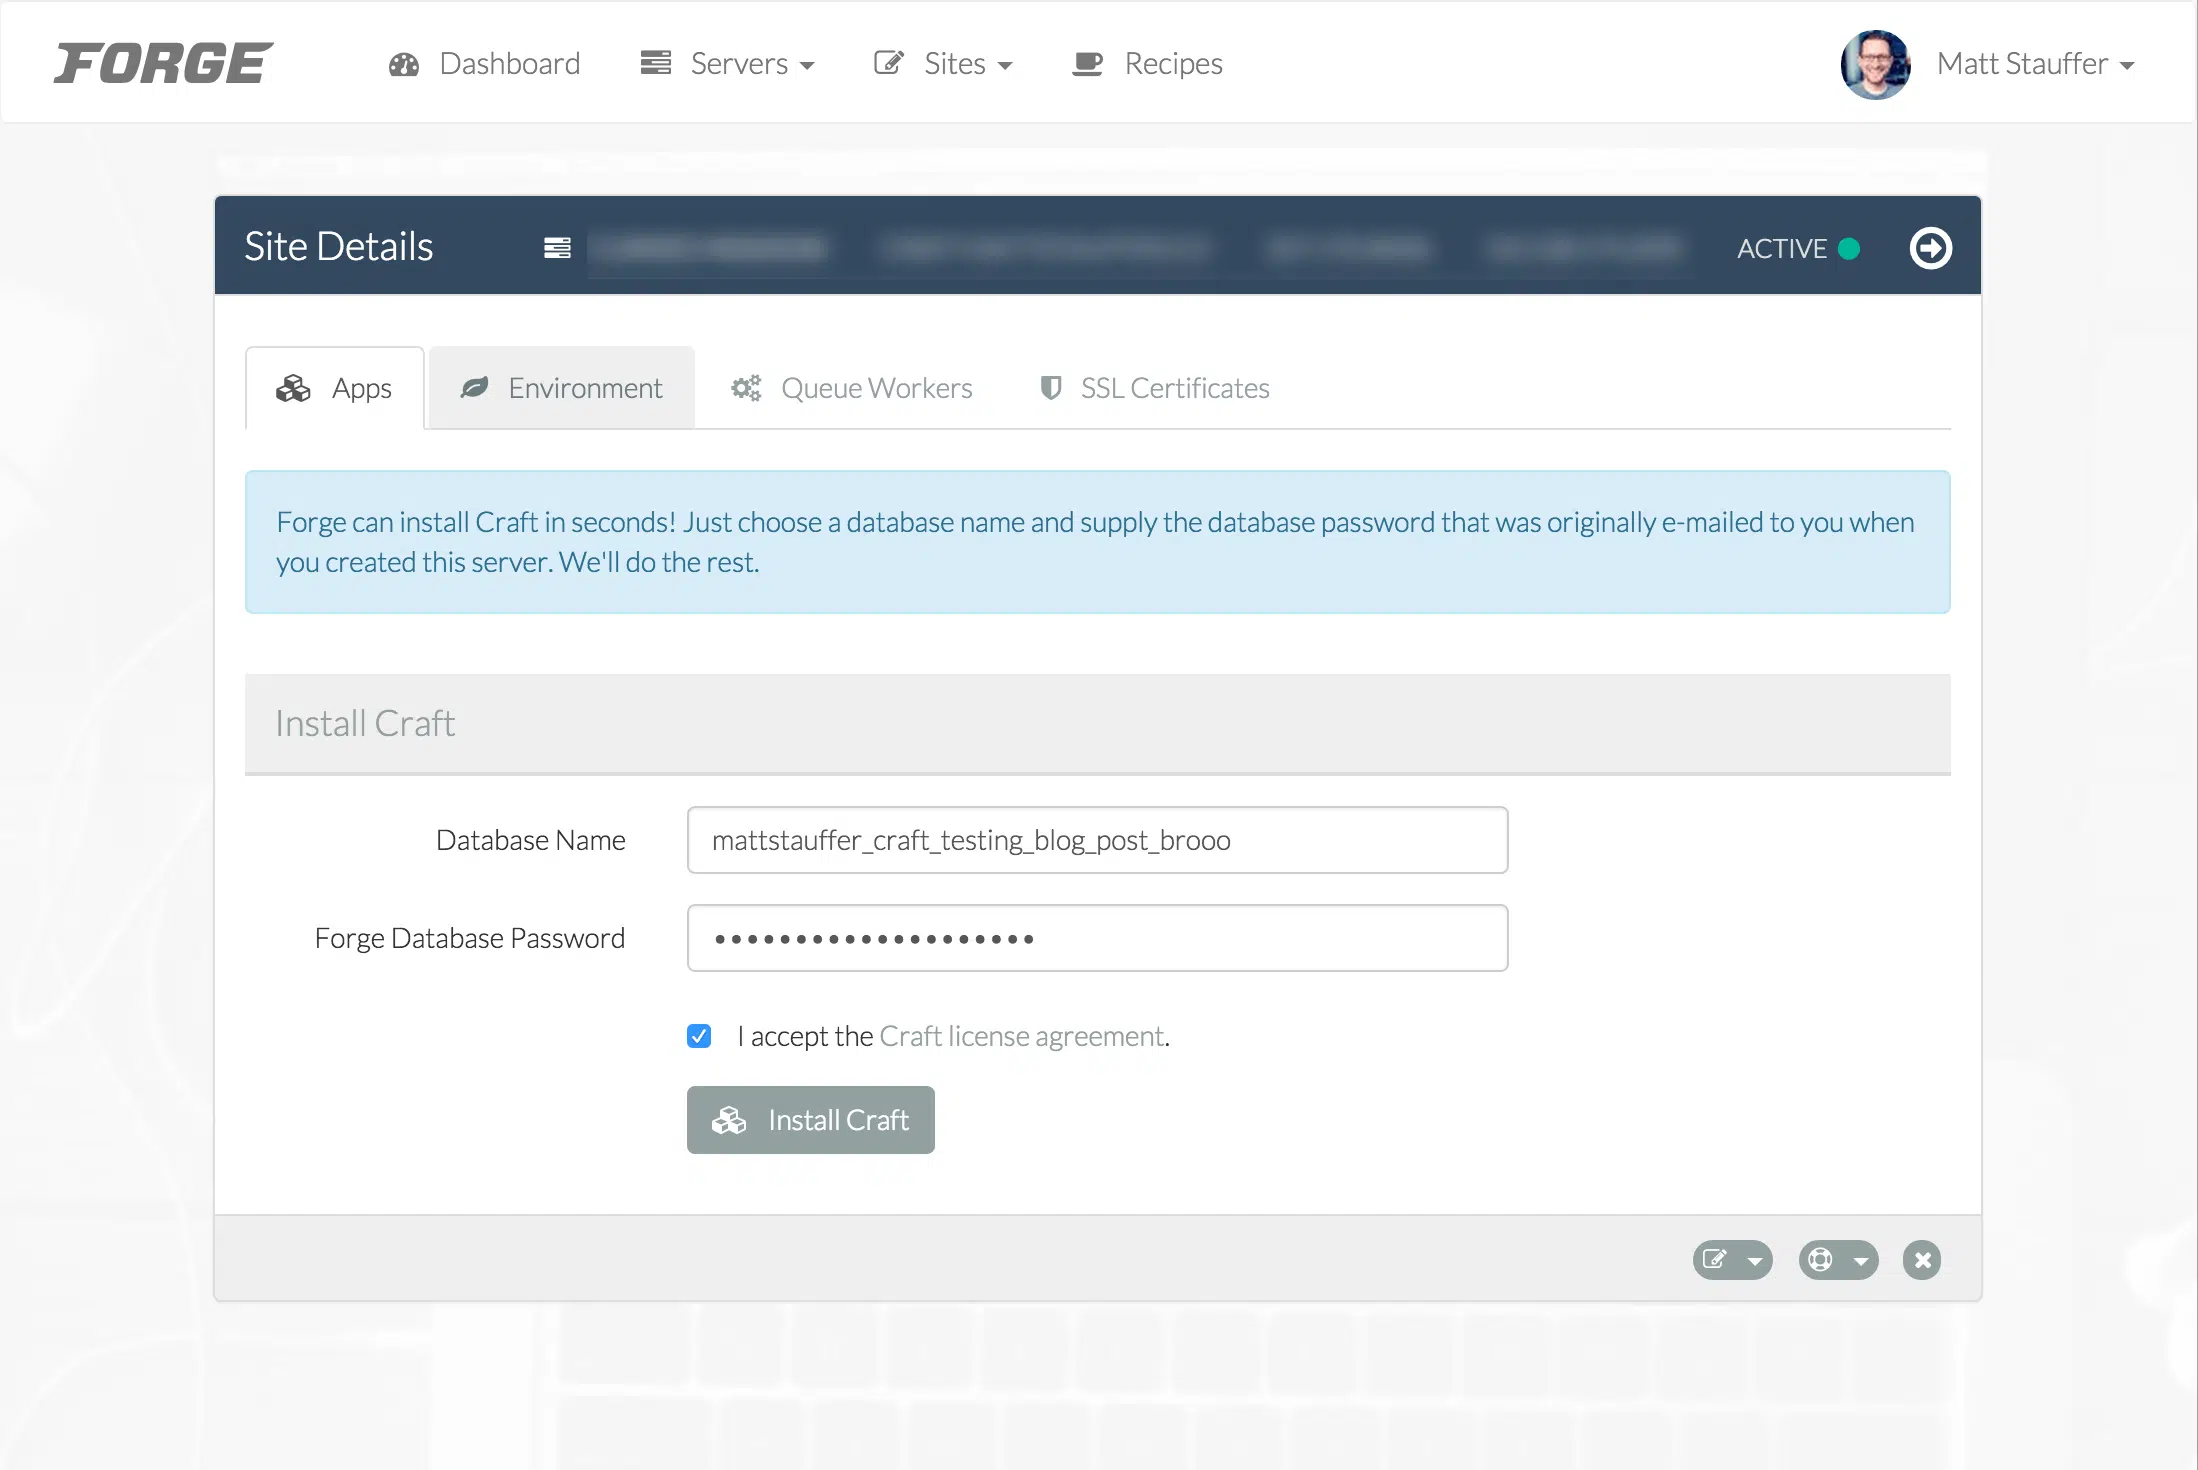 FORGE Dashboard Servers Sites Recipes Matt Stauffer
Site Details ACTIVE
Apps Environment Queue Workers SSL Certificates
Forge can install Craft in seconds! Just choose a database name and supply the database password that was originally e-mailed to you when
you created this server. We'll do the rest.
Install Craft
Database Name mattstauffer_craft_testing_blog_post_brooo
Forge Database Password ••••••••••••••••••••
I accept the Craft license agreement.
Install Craft